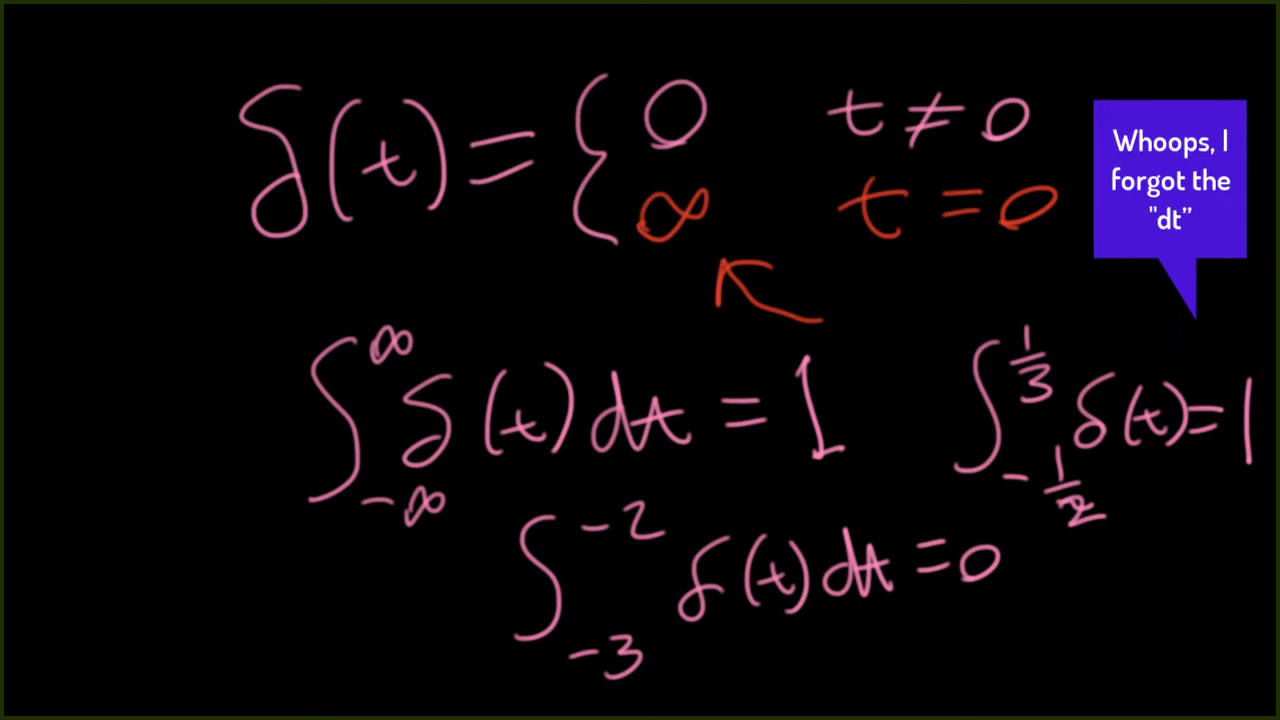 δ(t) = { 0 t ≠ 0
∞ t = 0
Whoops, I
forgot the
"dt”
∫_{-∞}^{∞} δ(t) dt = 1
∫_{-1/2}^{1/3} δ(t) = 1
∫_{-3}^{-2} δ(t) dt = 0